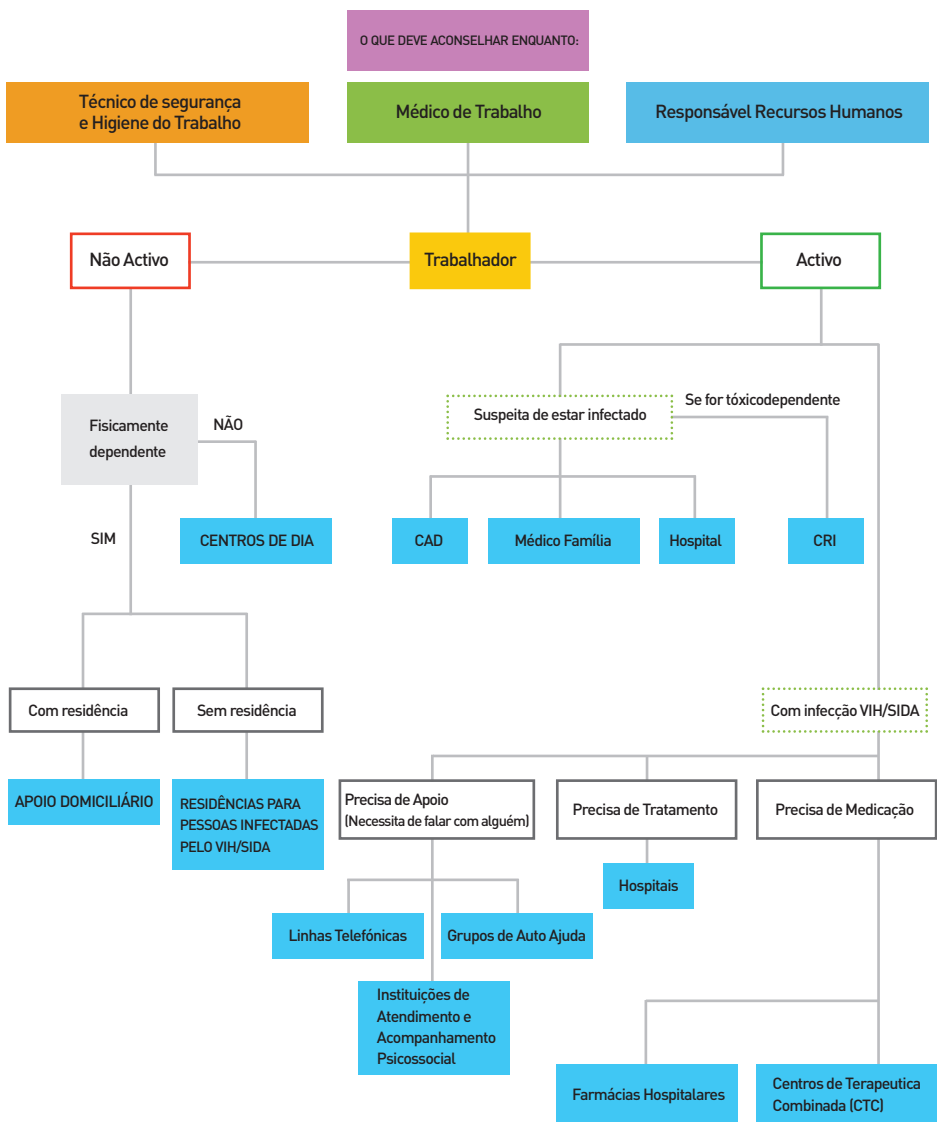 O QUE DEVE ACONSELHAR ENQUANTO:
Técnico de segurança
e Higiene do Trabalho
Médico de Trabalho
Responsável Recursos Humanos
Não Activo
Trabalhador
Activo
Fisicamente
dependente
NÃO
SIM
CENTROS DE DIA
Suspeita de estar infectado
Se for tóxicodependente
CAD
Médico Família
Hospital
CRI
Com residência
Sem residência
Com infecção VIH/SIDA
APOIO DOMICILIÁRIO
RESIDÊNCIAS PARA
PESSOAS INFECTADAS
PELO VIH/SIDA
Precisa de Apoio
(Necessita de falar com alguém)
Precisa de Tratamento
Precisa de Medicação
Hospitais
Linhas Telefónicas
Grupos de Auto Ajuda
Instituições de
Atendimento e
Acompanhamento
Psicossocial
Farmácias Hospitalares
Centros de Terapeutica
Combinada (CTC)